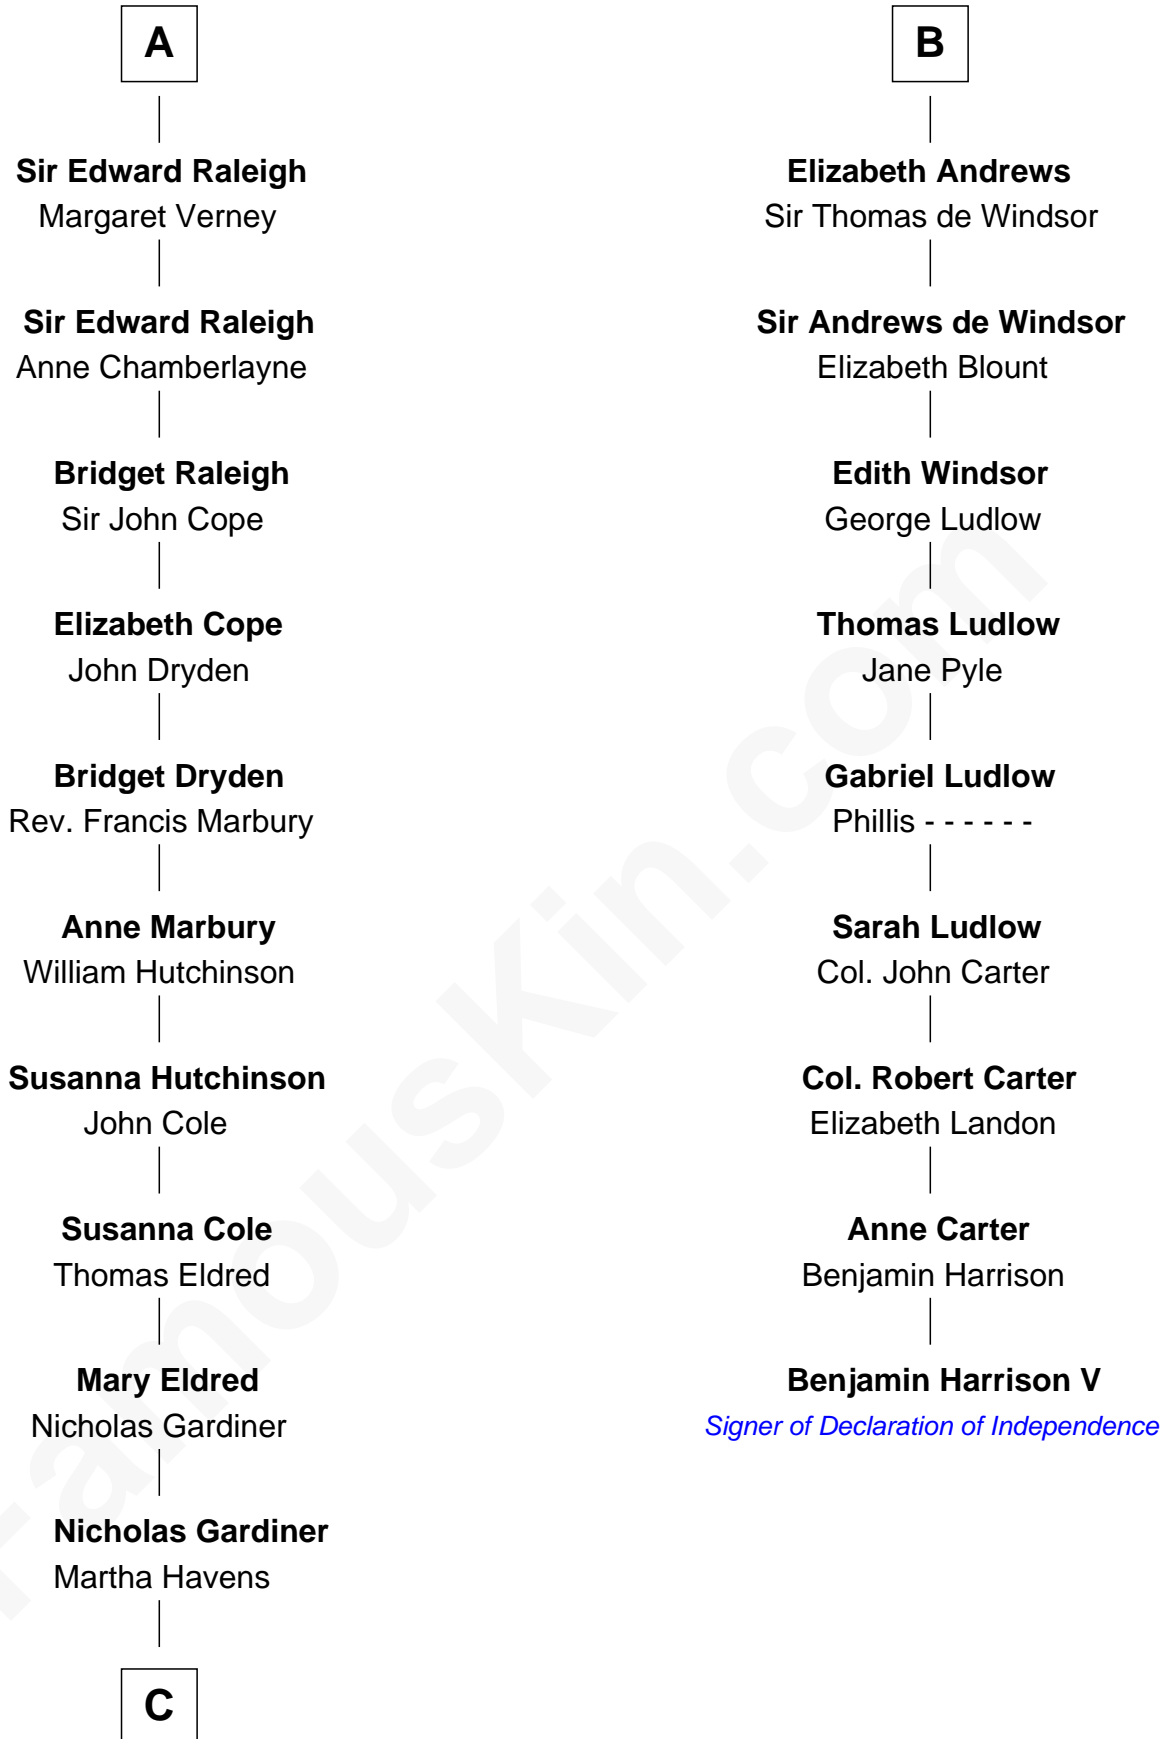 A
Sir Edward Raleigh
Margaret Verney
Sir Edward Raleigh
Anne Chamberlayne
Bridget Raleigh
Sir John Cope
Elizabeth Cope
John Dryden
Bridget Dryden
Rev. Francis Marbury
Anne Marbury
William Hutchinson
Susanna Hutchinson
John Cole
Susanna Cole
Thomas Eldred
Mary Eldred
Nicholas Gardiner
Nicholas Gardiner
Martha Havens
C
B
Elizabeth Andrews
Sir Thomas de Windsor
Sir Andrews de Windsor
Elizabeth Blount
Edith Windsor
George Ludlow
Thomas Ludlow
Jane Pyle
Gabriel Ludlow
Phillis - - - - - -
Sarah Ludlow
Col. John Carter
Col. Robert Carter
Elizabeth Landon
Anne Carter
Benjamin Harrison
Benjamin Harrison V
Signer of Declaration of Independence
FamousKin.com